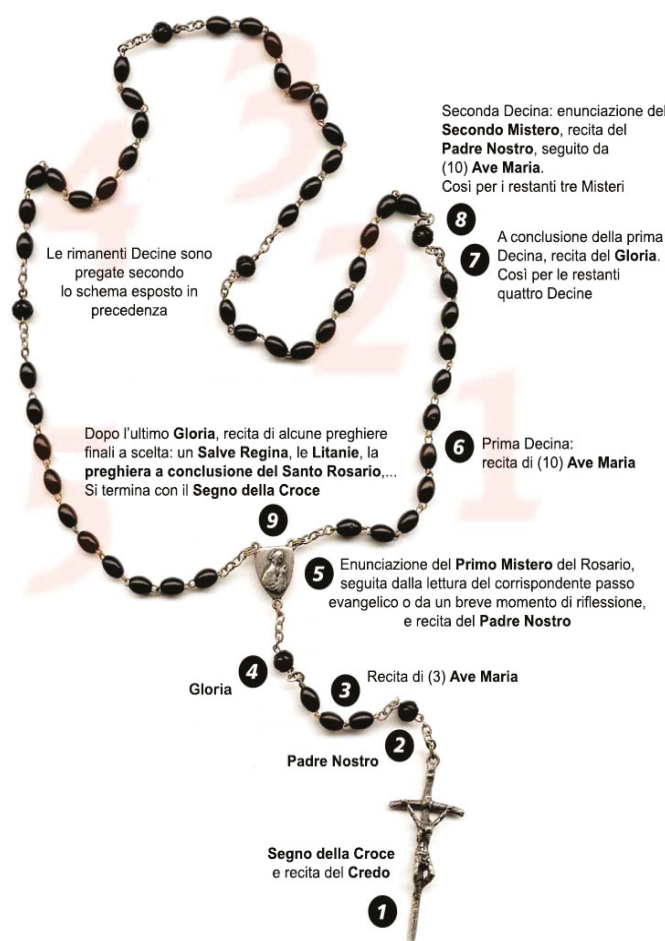 3
4
2
1
5
Seconda Decina: enunciazione del
Secondo Mistero, recita del
Padre Nostro, seguito da
(10) Ave Maria.
Così per i restanti tre Misteri
8
7
A conclusione della prima
Decina, recita del Gloria.
Così per le restanti
quattro Decine
Le rimanenti Decine sono
pregate secondo
lo schema esposto in
precedenza
Dopo l'ultimo Gloria, recita di alcune preghiere
finali a scelta: un Salve Regina, le Litanie, la
preghiera a conclusione del Santo Rosario,...
Si termina con il Segno della Croce
9
6
Prima Decina:
recita di (10) Ave Maria
5
Enunciazione del Primo Mistero del Rosario,
seguita dalla lettura del corrispondente passo
evangelico o da un breve momento di riflessione,
e recita del Padre Nostro
4
Gloria
3
Recita di (3) Ave Maria
2
Padre Nostro
Segno della Croce
e recita del Credo
1